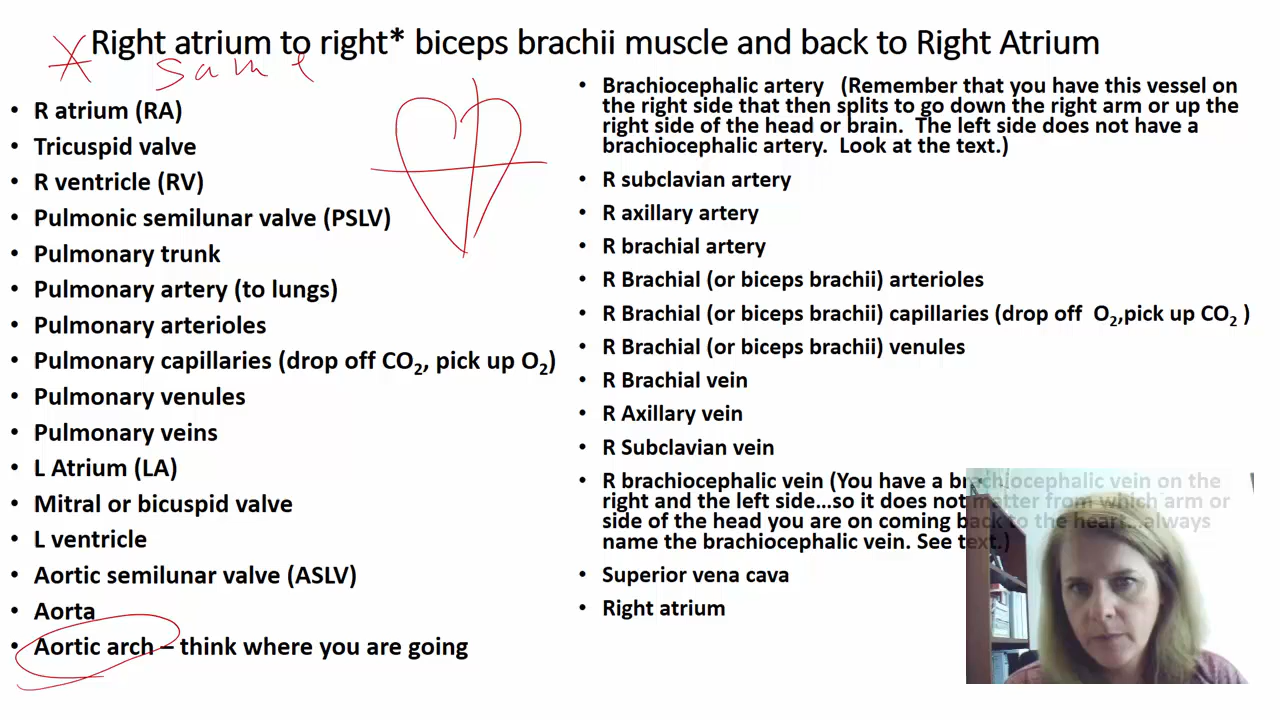 Right atrium to right* biceps brachii muscle and back to Right Atrium
same
• R atrium (RA)
• Tricuspid valve
• R ventricle (RV)
• Pulmonic semilunar valve (PSLV)
• Pulmonary trunk
• Pulmonary artery (to lungs)
• Pulmonary arterioles
• Pulmonary capillaries (drop off CO2, pick up O2)
• Pulmonary venules
• Pulmonary veins
• L Atrium (LA)
• Mitral or bicuspid valve
• L ventricle
• Aortic semilunar valve (ASLV)
• Aorta
• Aortic arch – think where you are going
• Brachiocephalic artery (Remember that you have this vessel on
the right side that then splits to go down the right arm or up the
right side of the head or brain. The left side does not have a
brachiocephalic artery. Look at the text.)
• R subclavian artery
• R axillary artery
• R brachial artery
• R Brachial (or biceps brachii) arterioles
• R Brachial (or biceps brachii) capillaries (drop off O2,pick up CO2 )
• R Brachial (or biceps brachii) venules
• R Brachial vein
• R Axillary vein
• R Subclavian vein
• R brachiocephalic vein (You have a brachiocephalic vein on the
right and the left side…so it does not matter from which arm or
side of the head you are on coming back to the heart…always
name the brachiocephalic vein. See text.)
• Superior vena cava
• Right atrium